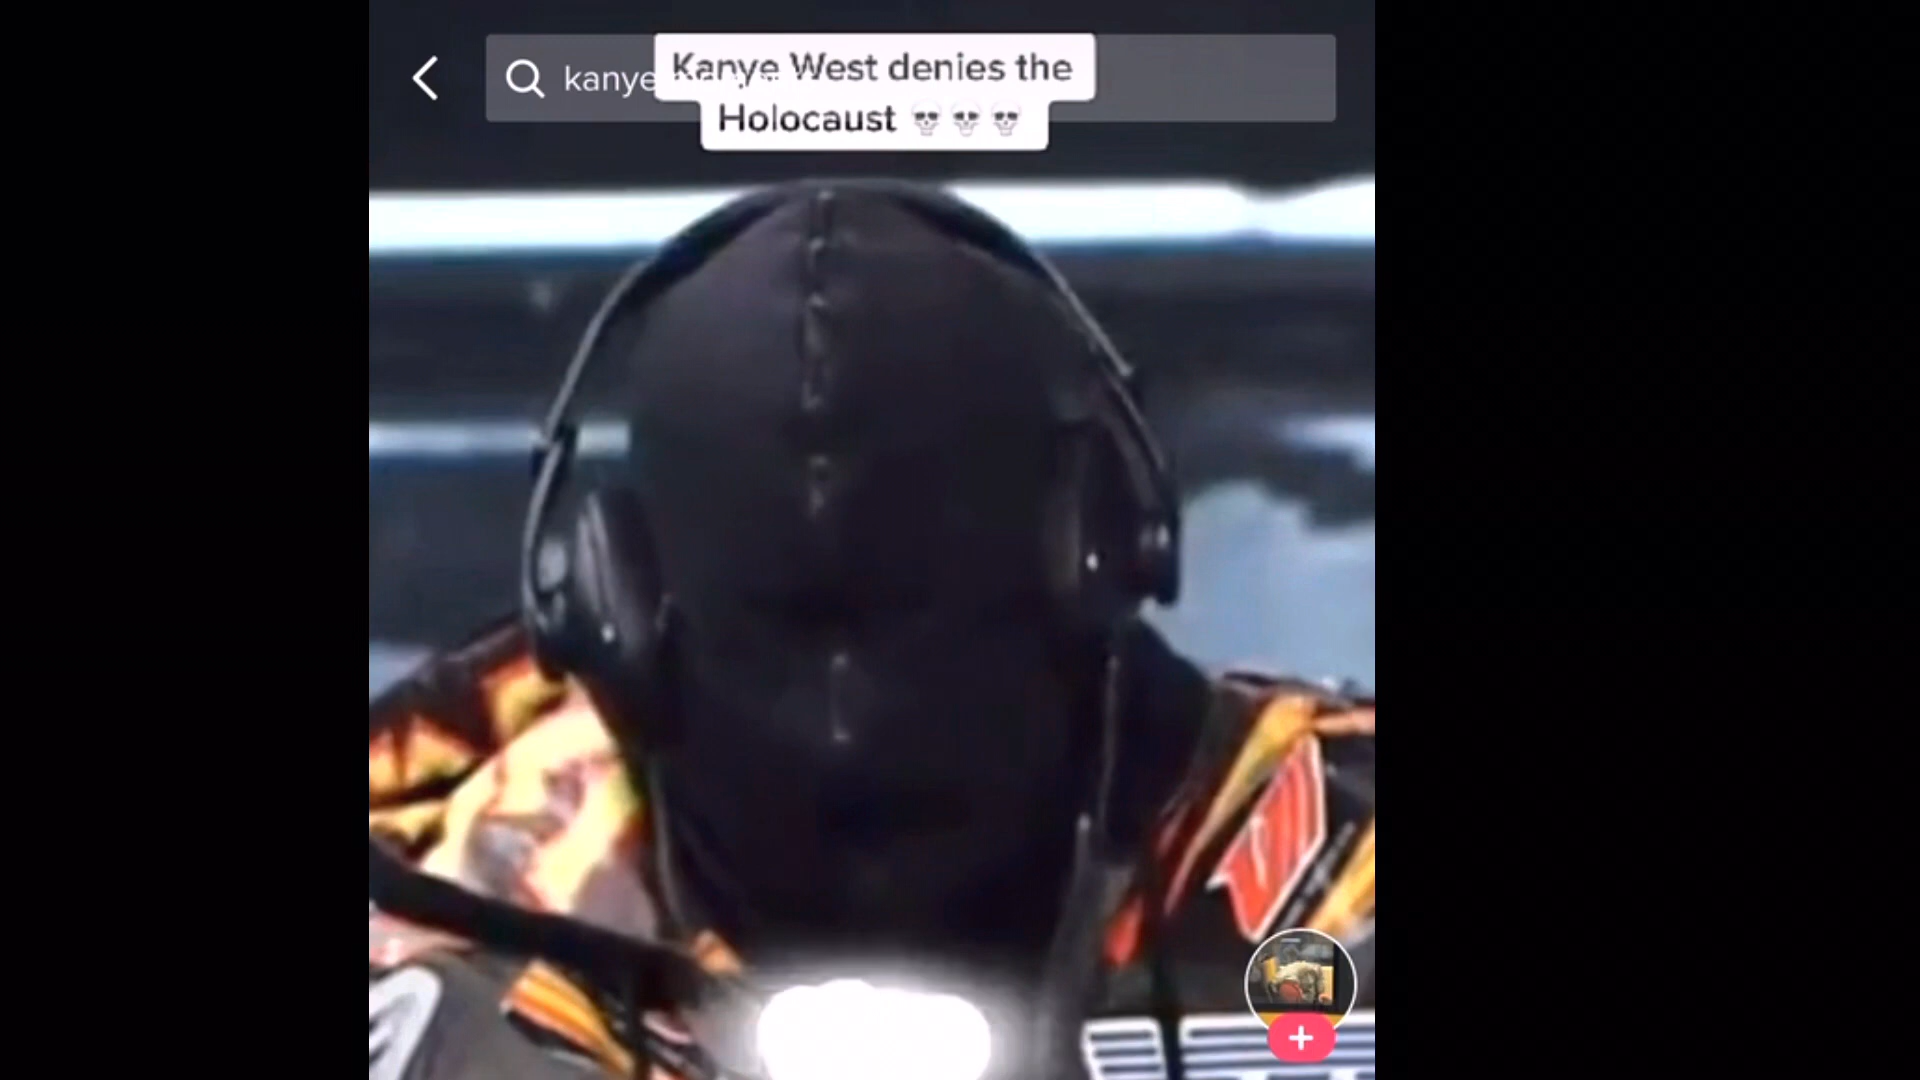 kanye
Kanye West denies the
Holocaust 💀💀💀